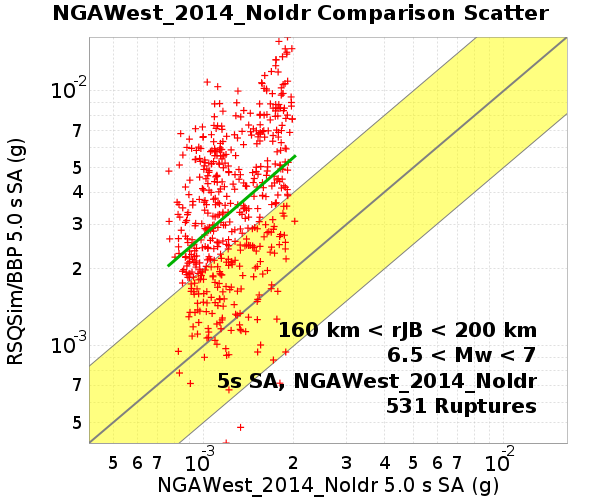 NGAWest_2014_NoIdr Comparison Scatter
RSQSim/BBP 5.0 s SA (g)
10-2
7
5
4
3
2
10-3
7
5
160 km < rJB < 200 km
6.5 < Mw < 7
5s SA, NGAWest_2014_NoIdr
531 Ruptures
5 6 7 10-3 2 3 4 5 6 7 10-2
NGAWest_2014_NoIdr 5.0 s SA (g)